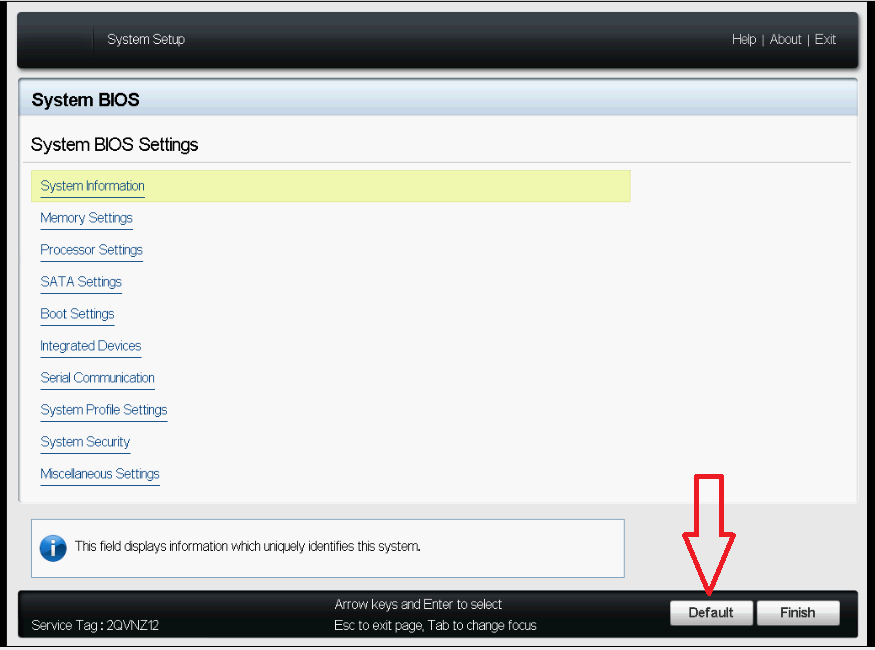 System Setup
Help | About | Exit
System BIOS
System BIOS Settings
System Information
Memory Settings
Processor Settings
SATA Settings
Boot Settings
Integrated Devices
Serial Communication
System Profile Settings
System Security
Miscellaneous Settings
This field displays information which uniquely identifies this system.
Service Tag : 2QVNZ12
Arrow keys and Enter to select
Esc to exit page, Tab to change focus
Default
Finish